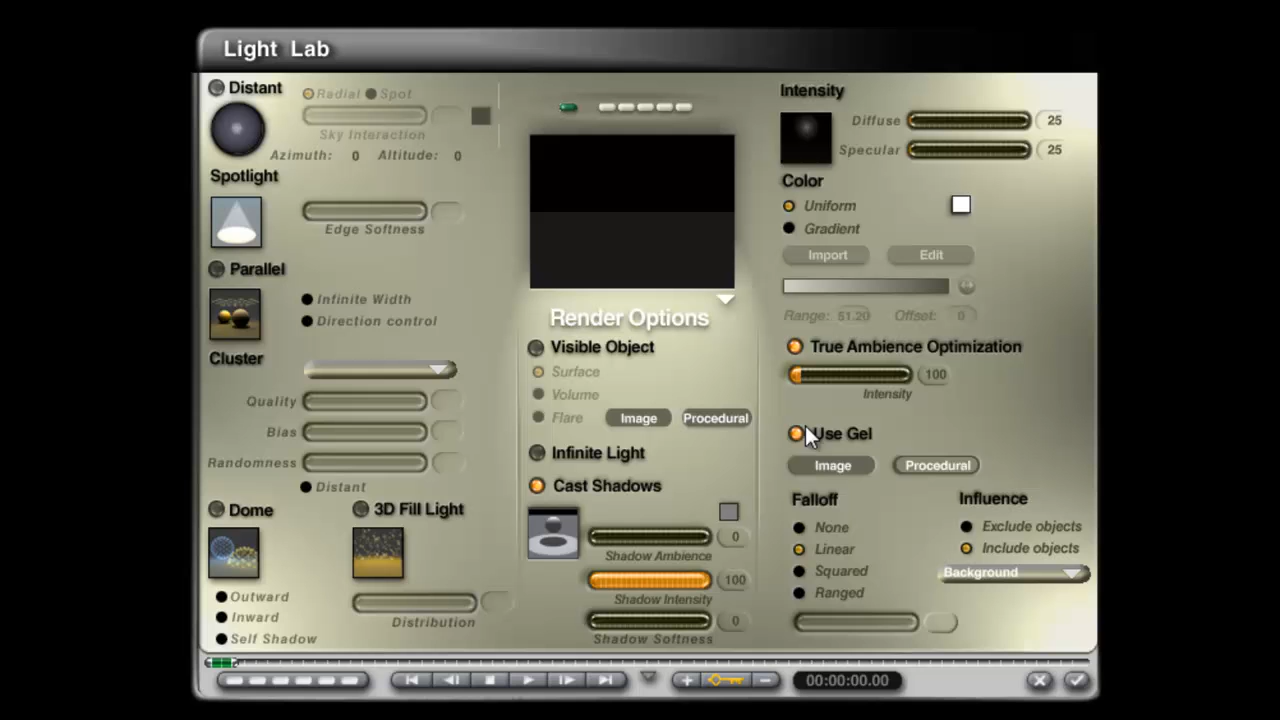 Light Lab
Distant
Radial Spot
Sky Interaction
Azimuth: 0 Altitude: 0
Spotlight
Edge Softness
Parallel
Infinite Width
Direction control
Cluster
Quality
Bias
Randomness
Distant
Dome
3D Fill Light
Outward
Inward
Self Shadow
Distribution
Render Options
Visible Object
Surface
Volume
Flare Image Procedural
Infinite Light
Cast Shadows
0
Shadow Ambience
100
Shadow Intensity
0
Shadow Softness
Intensity
Diffuse 25
Specular 25
Color
Uniform
Gradient
Import Edit
Range: 51.20 Offset: 0
True Ambience Optimization
100
Intensity
Use Gel
Image Procedural
Falloff
None
Linear
Squared
Ranged
Influence
Exclude objects
Include objects
Background
00:00:00.00